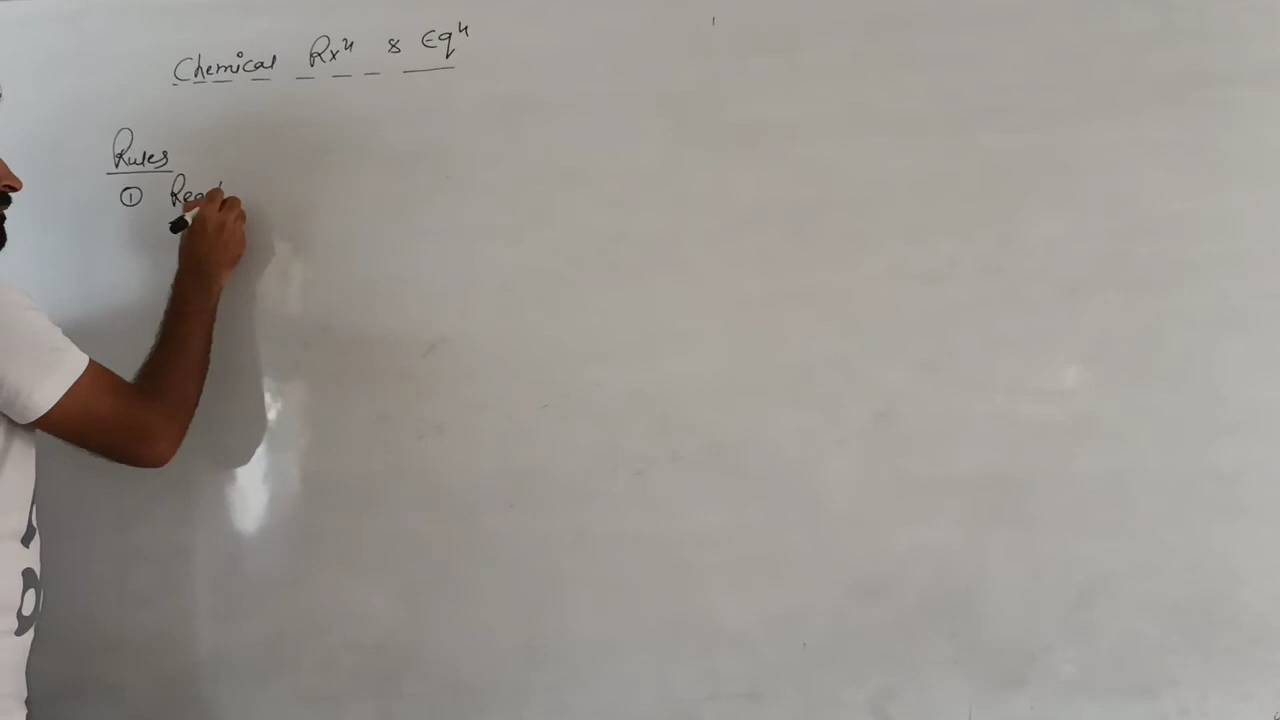 Chemical Rxⁿ & Eqⁿ
Rules
① Rea